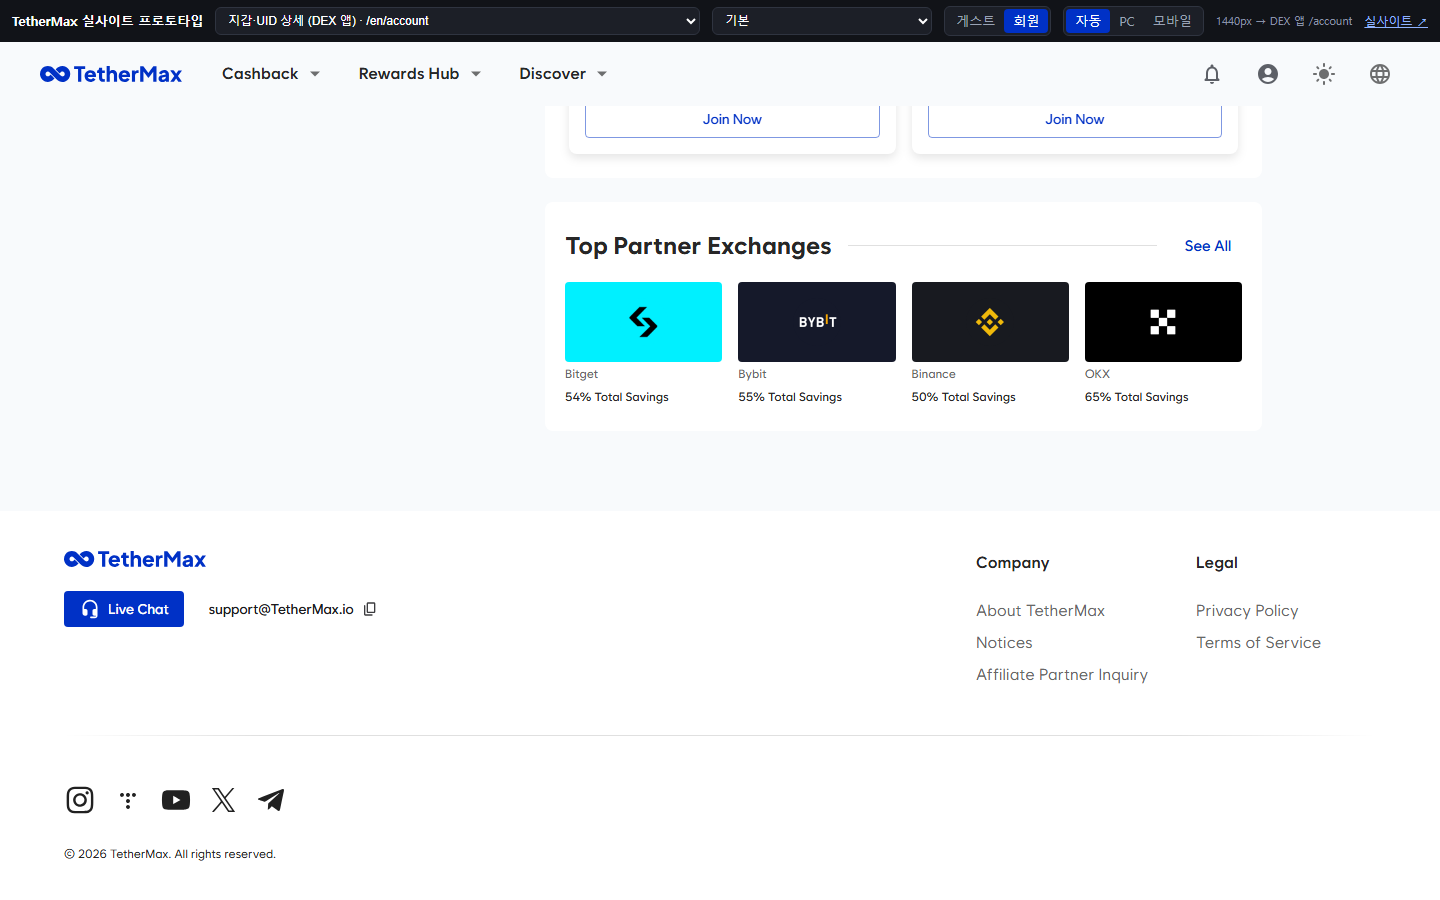 TetherMax 실사이트 프로토타입
지갑·UID 상세 (DEX 앱) · /en/account
기본
게스트 회원
자동 PC 모바일
1440px → DEX 앱 /account
실사이트 ↗
TetherMax
Cashback
Rewards Hub
Discover
Join Now
Join Now
Top Partner Exchanges
See All
BYBIT
Bitget
54% Total Savings
Bybit
55% Total Savings
Binance
50% Total Savings
OKX
65% Total Savings
TetherMax
Live Chat
support@TetherMax.io
Company
About TetherMax
Notices
Affiliate Partner Inquiry
Legal
Privacy Policy
Terms of Service
© 2026 TetherMax. All rights reserved.